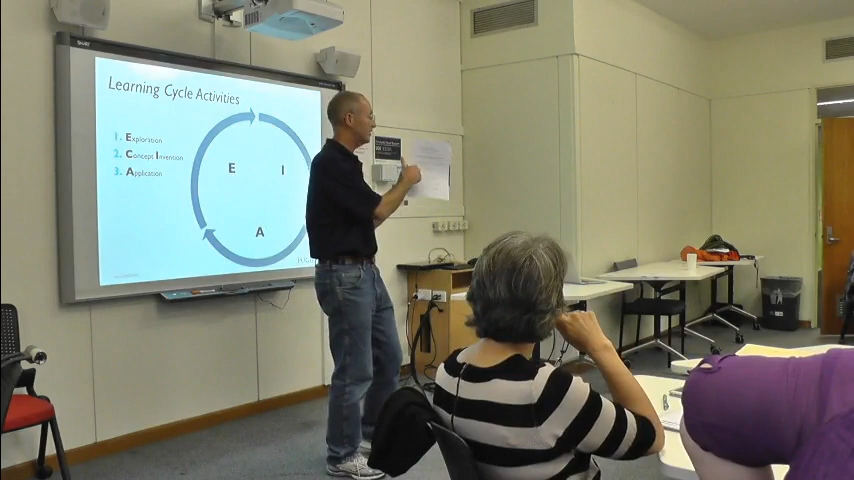 Learning Cycle Activities
1. Exploration
2. Concept Invention
3. Application
E
I
A